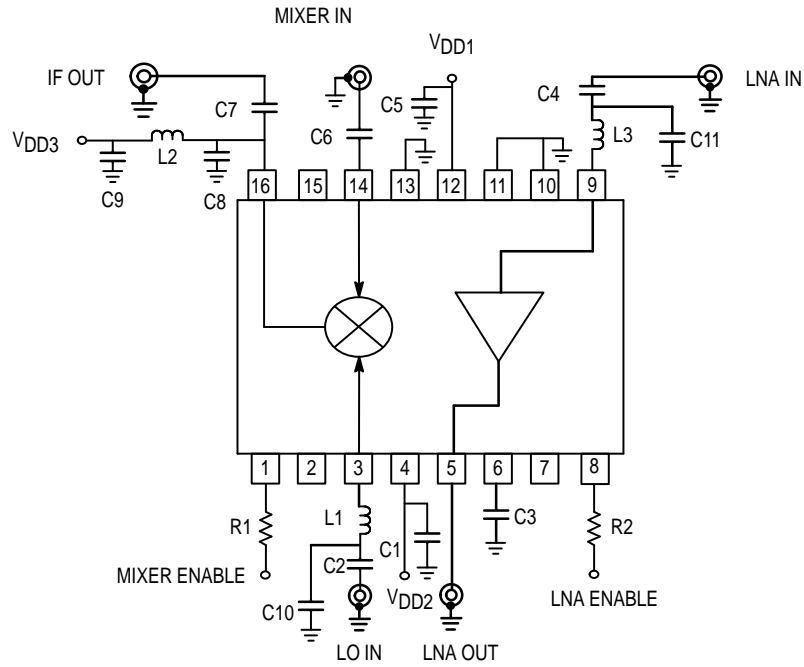 MIXER IN
VDD1
IF OUT
LNA IN
C7
C5
C4
VDD3
C6
L3
C11
L2
C9
C8
16 15 14 13 12 11 10 9
1 2 3 4 5 6 7 8
R1
L1
C1
C3
R2
MIXER ENABLE
C2
C10
VDD2
LNA ENABLE
LO IN
LNA OUT